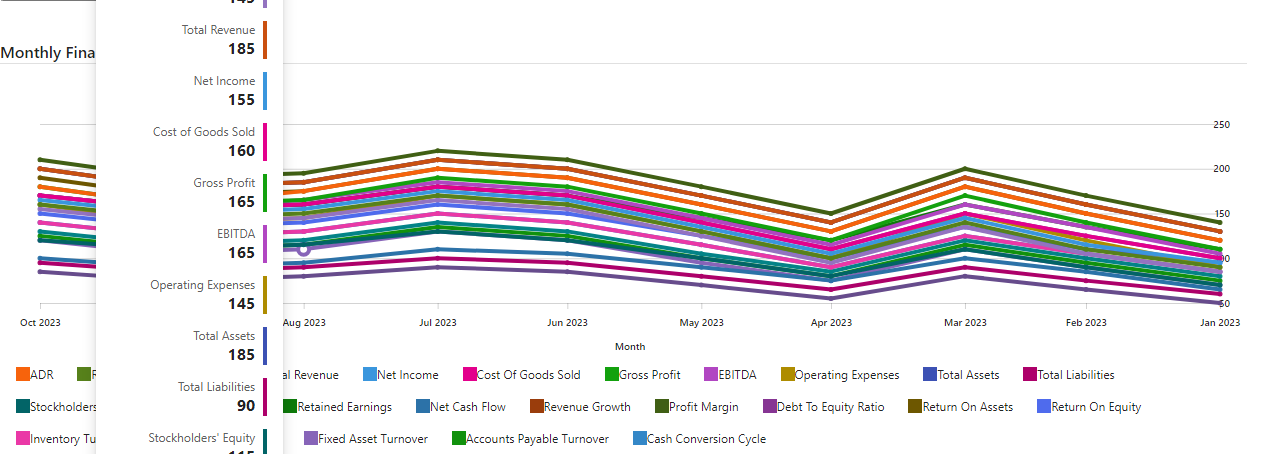 Total Revenue
185
Monthly Fina
Net Income
155
Cost of Goods Sold
160
Gross Profit
165
EBITDA
165
Operating Expenses
145
Total Assets
185
Total Liabilities
90
Stockholders' Equity
250
200
150
50
Oct 2023 Aug 2023 Jul 2023 Jun 2023 May 2023 Apr 2023 Mar 2023 Feb 2023 Jan 2023
Month
ADR al Revenue Net Income Cost Of Goods Sold Gross Profit EBITDA Operating Expenses Total Assets Total Liabilities
Stockholders Retained Earnings Net Cash Flow Revenue Growth Profit Margin Debt To Equity Ratio Return On Assets Return On Equity
Inventory Tu Fixed Asset Turnover Accounts Payable Turnover Cash Conversion Cycle